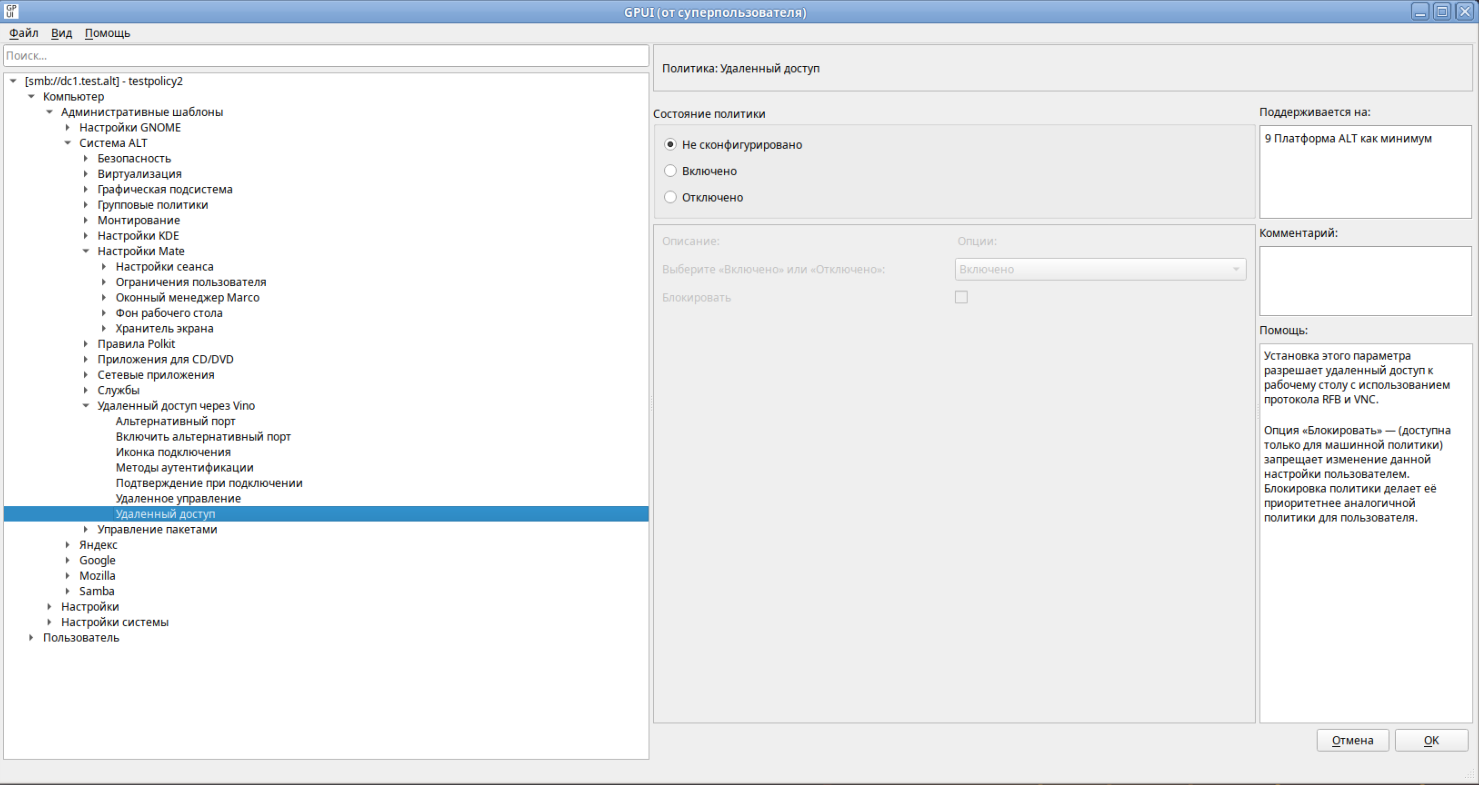 GP
UI
GPUI (от суперпользователя)
Файл Вид Помощь
Поиск...
[smb://dc1.test.alt] - testpolicy2
Компьютер
Административные шаблоны
Настройки GNOME
Система ALT
Безопасность
Виртуализация
Графическая подсистема
Групповые политики
Монтирование
Настройки KDE
Настройки Mate
Настройки сеанса
Ограничения пользователя
Оконный менеджер Marco
Фон рабочего стола
Хранитель экрана
Правила Polkit
Приложения для CD/DVD
Сетевые приложения
Службы
Удаленный доступ через Vino
Альтернативный порт
Включить альтернативный порт
Иконка подключения
Методы аутентификации
Подтверждение при подключении
Удаленное управление
Удаленный доступ
Управление пакетами
Яндекс
Google
Mozilla
Samba
Настройки
Настройки системы
Пользователь
Политика: Удаленный доступ
Состояние политики
Не сконфигурировано
Включено
Отключено
Описание: Опции:
Выберите «Включено» или «Отключено»: Включено
Блокировать
Поддерживается на:
9 Платформа ALT как минимум
Комментарий:
Помощь:
Установка этого параметра
разрешает удаленный доступ к
рабочему столу с использованием
протокола RFB и VNC.
Опция «Блокировать» — (доступна
только для машинной политики)
запрещает изменение данной
настройки пользователем.
Блокировка политики делает её
приоритетнее аналогичной
политики для пользователя.
Отмена OK